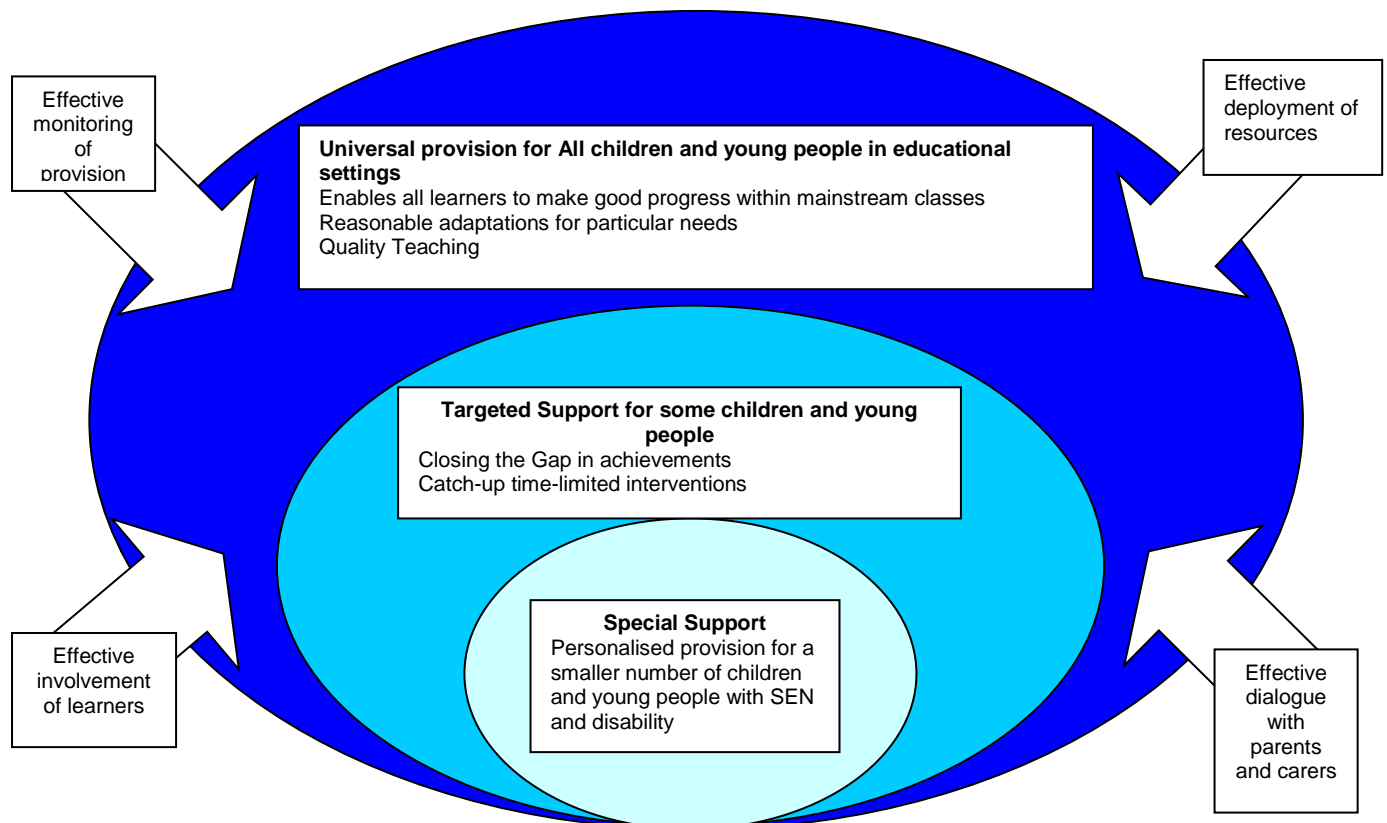 Effective
monitoring
of
provision
Effective
deployment of
resources
Universal provision for All children and young people in educational
settings
Enables all learners to make good progress within mainstream classes
Reasonable adaptations for particular needs
Quality Teaching
Targeted Support for some children and young
people
Closing the Gap in achievements
Catch-up time-limited interventions
Special Support
Personalised provision for a
smaller number of children
and young people with SEN
and disability
Effective
involvement
of learners
Effective
dialogue
with
parents
and carers